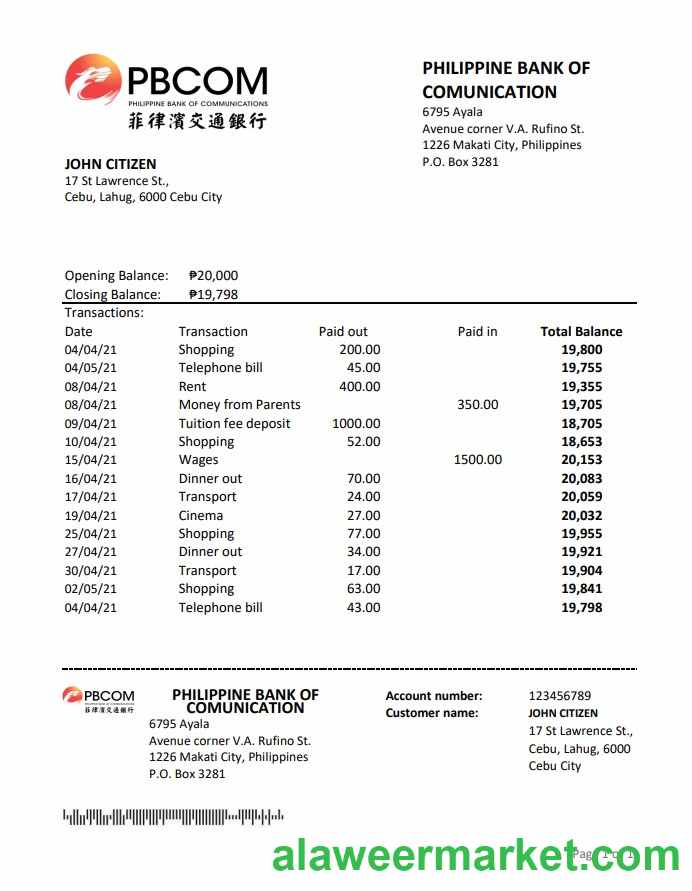 PBCOM
PHILIPPINE BANK OF COMMUNICATIONS
菲律濱交通銀行
PHILIPPINE BANK OF
COMUNICATION
6795 Ayala
Avenue corner V.A. Rufino St.
1226 Makati City, Philippines
P.O. Box 3281
JOHN CITIZEN
17 St Lawrence St.,
Cebu, Lahug, 6000 Cebu City
Opening Balance: ₱20,000
Closing Balance: ₱19,798
Transactions:
Date Transaction Paid out Paid in Total Balance
04/04/21 Shopping 200.00 19,800
04/05/21 Telephone bill 45.00 19,755
08/04/21 Rent 400.00 19,355
08/04/21 Money from Parents 350.00 19,705
09/04/21 Tuition fee deposit 1000.00 18,705
10/04/21 Shopping 52.00 18,653
15/04/21 Wages 1500.00 20,153
16/04/21 Dinner out 70.00 20,083
17/04/21 Transport 24.00 20,059
19/04/21 Cinema 27.00 20,032
25/04/21 Shopping 77.00 19,955
27/04/21 Dinner out 34.00 19,921
30/04/21 Transport 17.00 19,904
02/05/21 Shopping 63.00 19,841
04/04/21 Telephone bill 43.00 19,798
PBCOM
菲律濱交通銀行
PHILIPPINE BANK OF
COMUNICATION
6795 Ayala
Avenue corner V.A. Rufino St.
1226 Makati City, Philippines
P.O. Box 3281
Account number: 123456789
Customer name: JOHN CITIZEN
17 St Lawrence St.,
Cebu, Lahug, 6000
Cebu City
Page 1 of 1
alaweermarket.com